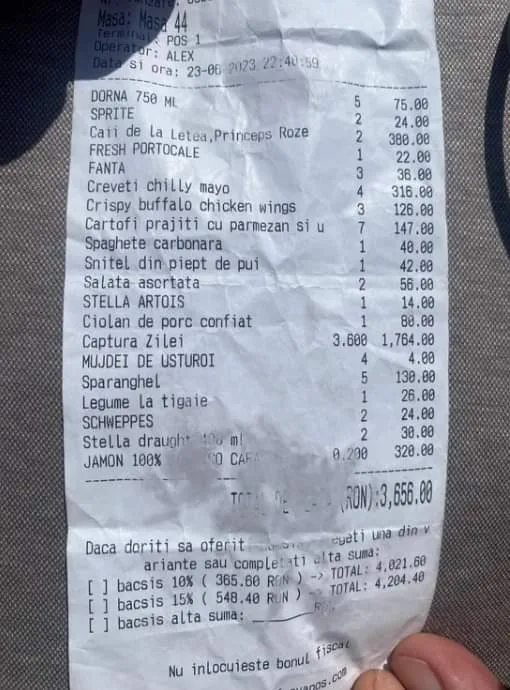 Masa: Masa 44
Terminal: POS 1
Operator: ALEX
Data si ora: 23-06 2023 22:40:59
DORNA 750 ML 5 75.00
SPRITE 2 24.00
Caii de la Letea,Princeps Roze 2 380.00
FRESH PORTOCALE 1 22.00
FANTA 3 36.00
Creveti chilly mayo 4 316.00
Crispy buffalo chicken wings 3 126.00
Cartofi prajiti cu parmezan si u 7 147.00
Spaghete carbonara 1 40.00
Snitel din piept de pui 1 42.00
Salata asortata 2 56.00
STELLA ARTOIS 1 14.00
Ciolan de porc confiat 1 80.00
Captura Zilei 3.600 1,764.00
MUJDEI DE USTUROI 4 4.00
Sparanghel 5 130.00
Legume la tigaie 1 26.00
SCHWEPPES 2 24.00
Stella draught ml 2 30.00
JAMON 100% 0.200 320.00
(RON):3,656.00
Daca doriti sa oferit una din v
ariante sau completati alta suma:
[ ] bacsis 10% ( 365.60 RON ) -> TOTAL: 4,021.60
[ ] bacsis 15% ( 548.40 RON ) -> TOTAL: 4,204.40
[ ] bacsis alta suma: ______
Nu inlocuieste bonul fiscal